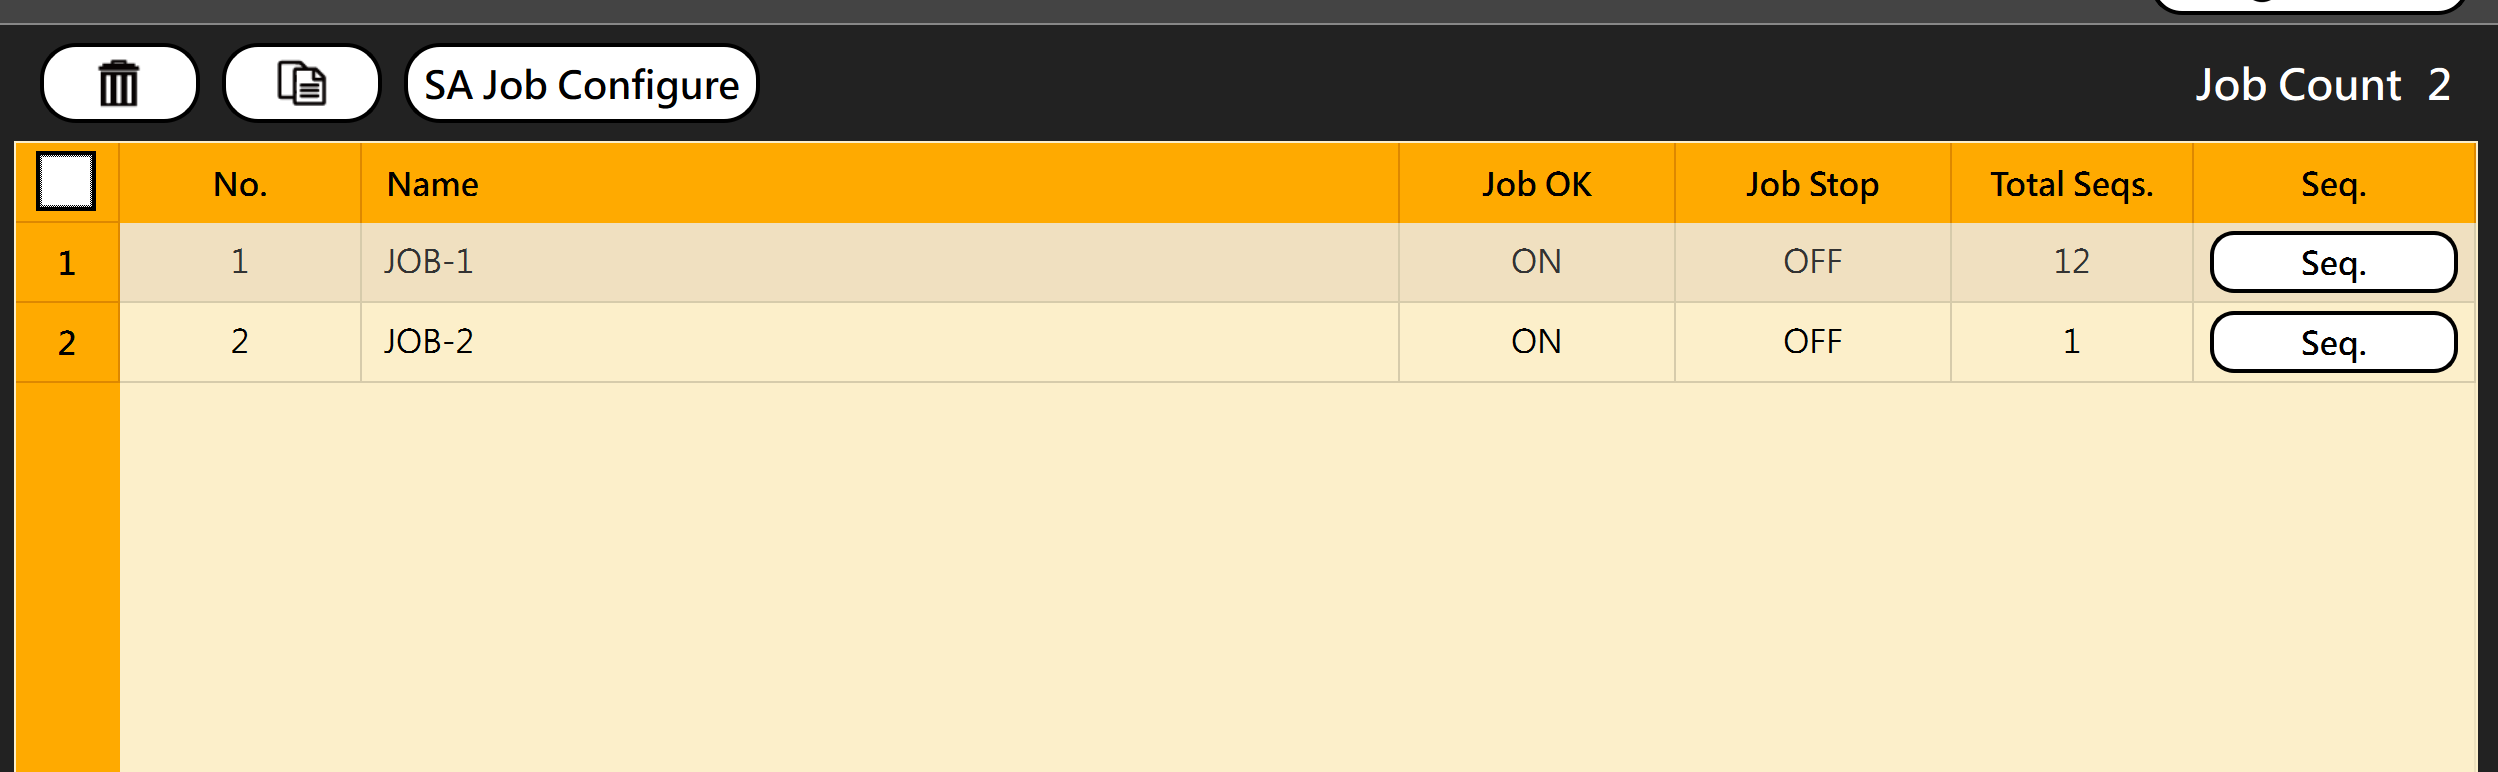 SA Job Configure
Job Count 2
No. Name Job OK Job Stop Total Seqs. Seq.
1 1 JOB-1 ON OFF 12 Seq.
2 2 JOB-2 ON OFF 1 Seq.